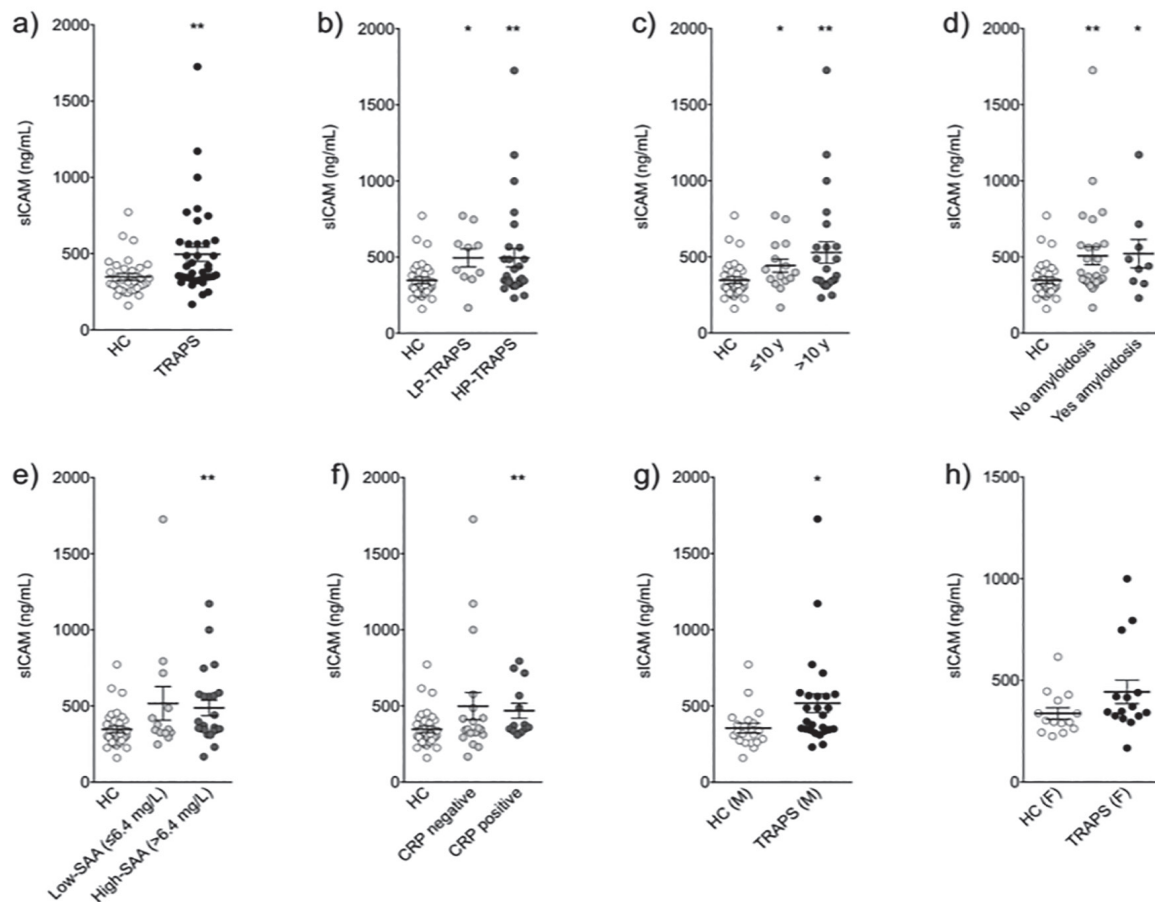 a)
**
2000
1500
1000
500
0
sICAM (ng/mL)
HC
TRAPS
b)
* **
2000
1500
1000
500
0
sICAM (ng/mL)
HC
LP-TRAPS
HP-TRAPS
c)
* **
2000
1500
1000
500
0
sICAM (ng/mL)
HC
≤10 y
>10 y
d)
** *
2000
1500
1000
500
0
sICAM (ng/mL)
HC
No amyloidosis
Yes amyloidosis
e)
**
2000
1500
1000
500
0
sICAM (ng/mL)
HC
Low-SAA (≤6.4 mg/L)
High-SAA (>6.4 mg/L)
f)
**
2000
1500
1000
500
0
sICAM (ng/mL)
HC
CRP negative
CRP positive
g)
*
2000
1500
1000
500
0
sICAM (ng/mL)
HC (M)
TRAPS (M)
h)
1500
1000
500
0
sICAM (ng/mL)
HC (F)
TRAPS (F)